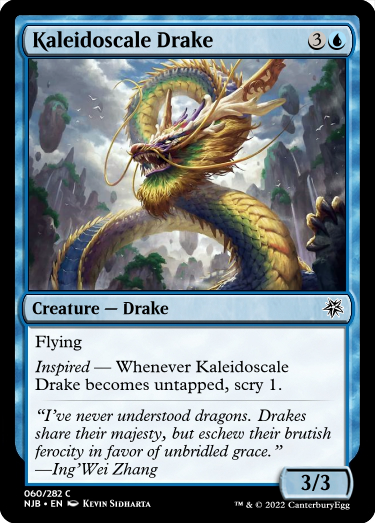 Kaleidoscale Drake 3
Creature — Drake
Flying
Inspired — Whenever Kaleidoscale
Drake becomes untapped, scry 1.
“I’ve never understood dragons. Drakes
share their majesty, but eschew their brutish
ferocity in favor of unbridled grace.”
—Ing’Wei Zhang
3/3
060/282 C
NJB • EN Kevin Sidharta
™ & © 2022 CanterburyEgg